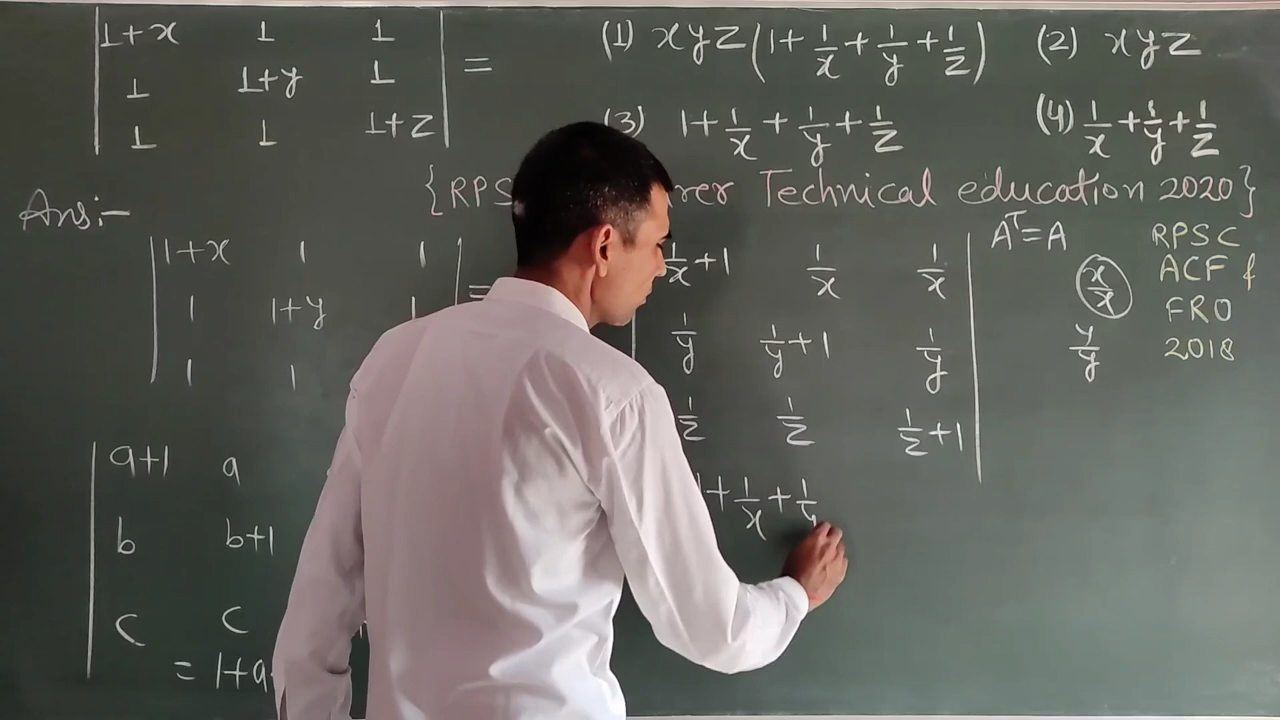 | 1+x 1 1 |
| 1 1+y 1 | =
| 1 1 1+z |
(1) xyz(1+1/x+1/y+1/z) (2) xyz
(3) 1+1/x+1/y+1/z (4) 1/x+1/y+1/z
{RPS rer Technical education 2020}
Ans:-
| 1+x 1 1 |
| 1 1+y 1 | =
| 1 1
1/x+1 1/x 1/x |
1/y 1/y+1 1/y |
1/z 1/z 1/z+1 |
Aᵀ=A
x/x
y/y
RPSC
ACF &
FRO
2018
| a+1 a
| b b+1
| c c
= 1+a
1+1/x+1/y